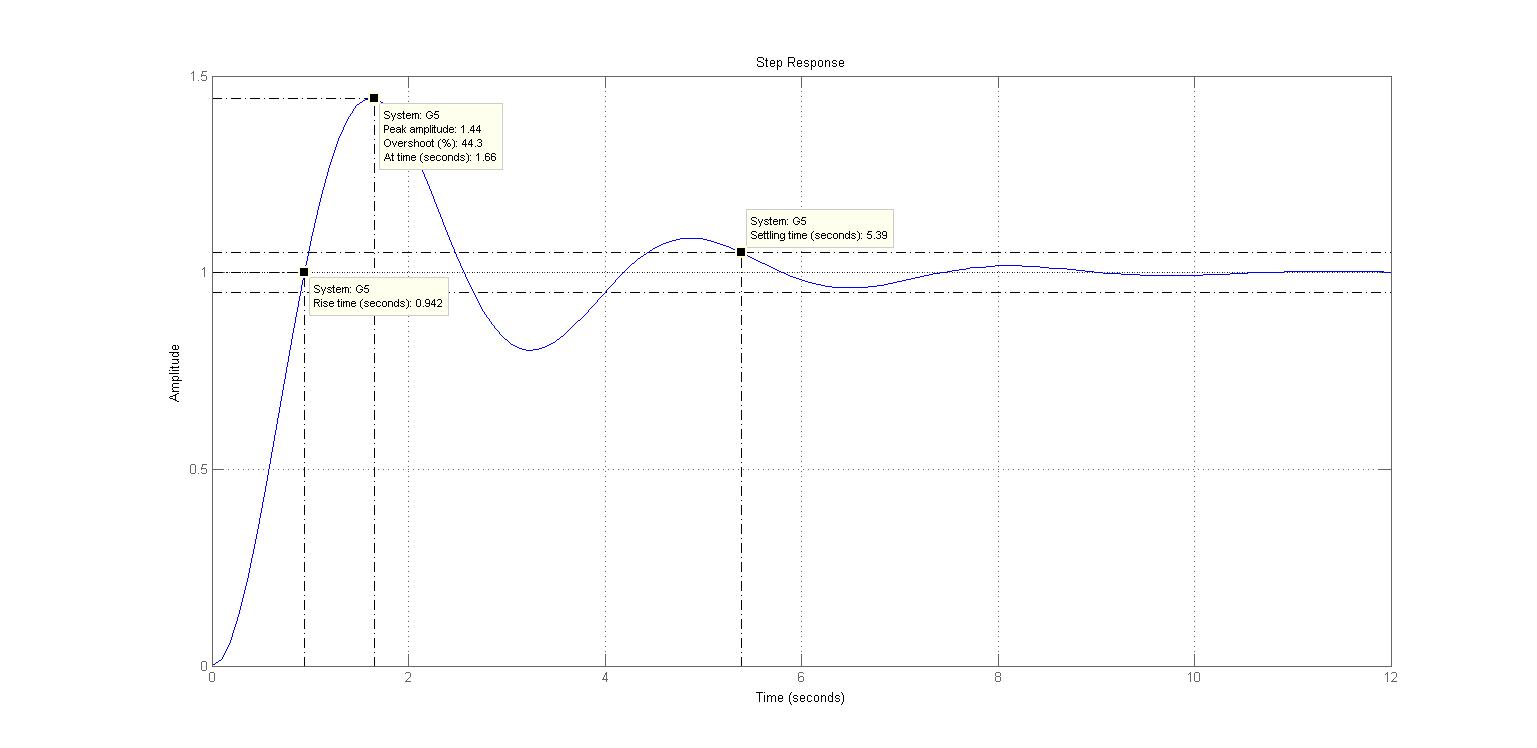 Step Response
1.5
System: G5
Peak amplitude: 1.44
Overshoot (%): 44.3
At time (seconds): 1.66
System: G5
Settling time (seconds): 5.39
1
System: G5
Rise time (seconds): 0.942
Amplitude
0.5
0
0 2 4 6 8 10 12
Time (seconds)